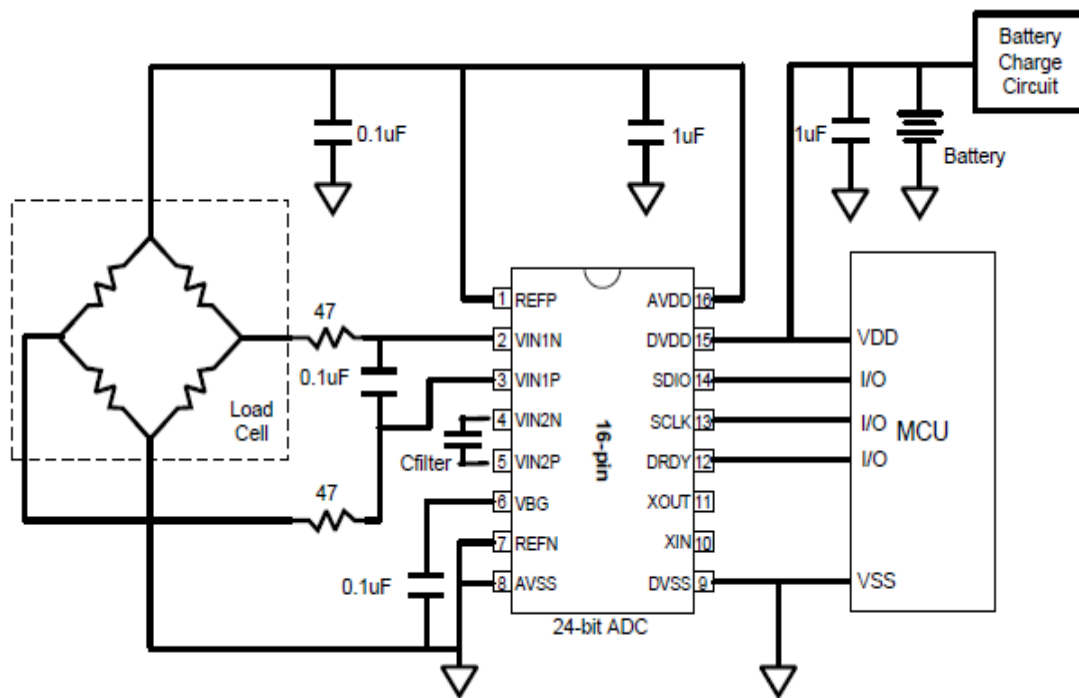 Battery
Charge
Circuit
0.1uF
1uF
1uF
Battery
Load
Cell
47
0.1uF
Cfilter
47
0.1uF
1 REFP
2 VIN1N
3 VIN1P
4 VIN2N
5 VIN2P
6 VBG
7 REFN
8 AVSS
16-pin
AVDD 16
DVDD 15
SDIO 14
SCLK 13
DRDY 12
XOUT 11
XIN 10
DVSS 9
24-bit ADC
VDD
I/O
I/O
I/O
MCU
VSS